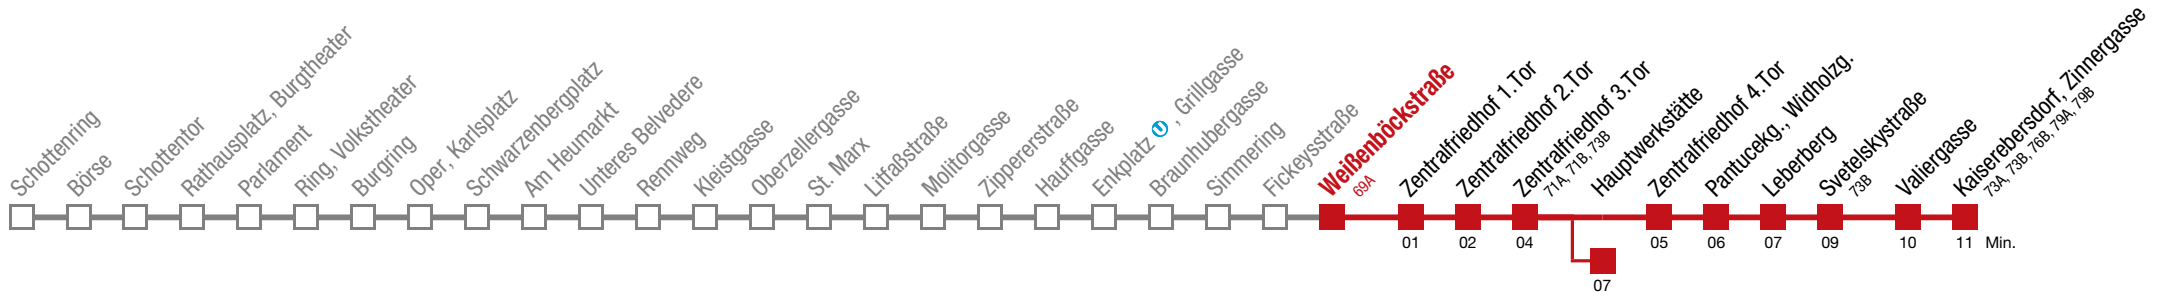 Schottenring
Börse
Schottentor
Rathausplatz, Burgtheater
Parlament
Ring, Volkstheater
Burgring
Oper, Karlsplatz
Schwarzenbergplatz
Am Heumarkt
Unteres Belvedere
Rennweg
Kleistgasse
Oberzellergasse
St. Marx
Litfaßstraße
Molitorgasse
Zippererstraße
Hauffgasse
Enkplatz U , Grillgasse
Braunhubergasse
Simmering
Fickeysstraße
Weißenböckstraße
69A
Zentralfriedhof 1.Tor
Zentralfriedhof 2.Tor
Zentralfriedhof 3.Tor
71A, 71B, 73B
Hauptwerkstätte
Zentralfriedhof 4.Tor
Pantucekg., Widholzg.
Leberberg
Svetelskystraße
73B
Valiergasse
Kaiserebersdorf, Zinnergasse
73A, 73B, 76B, 79A, 79B
01 02 04 05 06 07 09 10 11 Min.
07